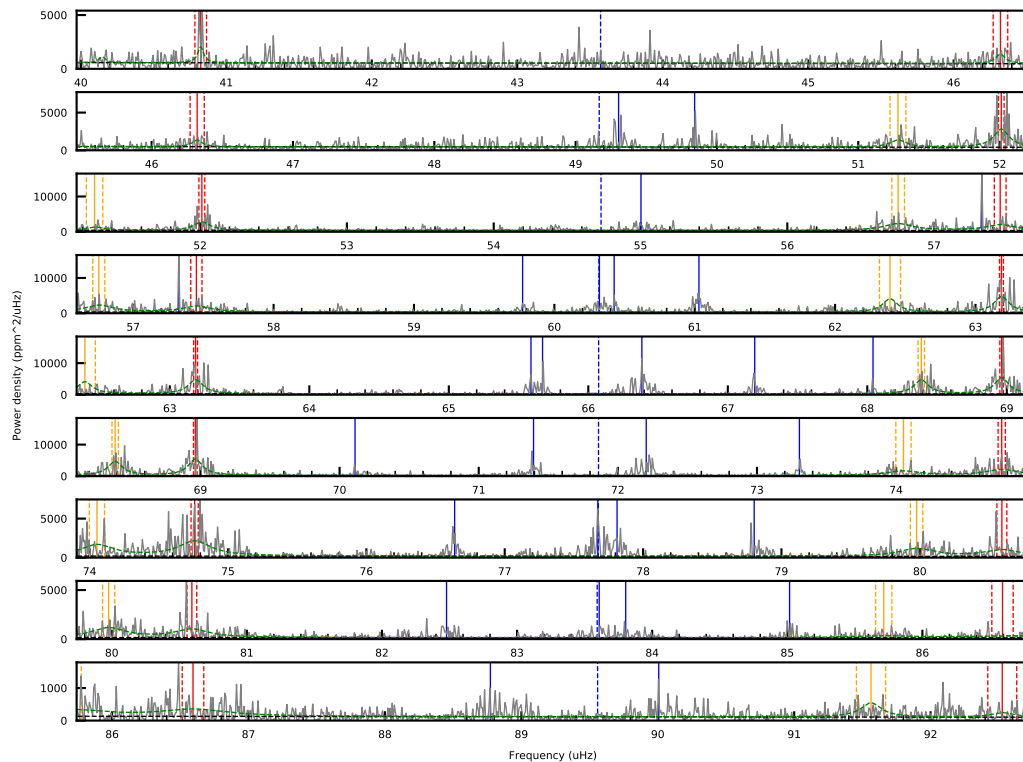 5000
0
40 41 42 43 44 45 46
5000
0
46 47 48 49 50 51 52
10000
0
52 53 54 55 56 57
10000
0
57 58 59 60 61 62 63
Power density (ppm^2/uHz)
10000
0
63 64 65 66 67 68 69
10000
0
69 70 71 72 73 74
5000
0
74 75 76 77 78 79 80
5000
0
80 81 82 83 84 85 86
1000
0
86 87 88 89 90 91 92
Frequency (uHz)